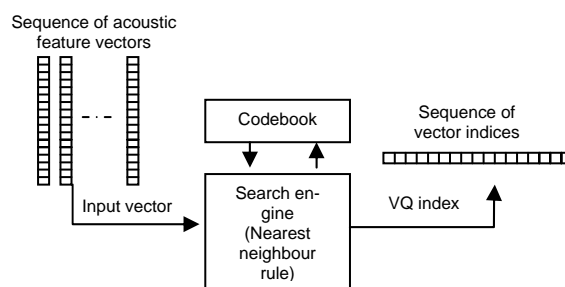 Sequence of acoustic
feature vectors
Codebook
Sequence of
vector indices
Input vector
Search en-
gine
(Nearest
neighbour
rule)
VQ index